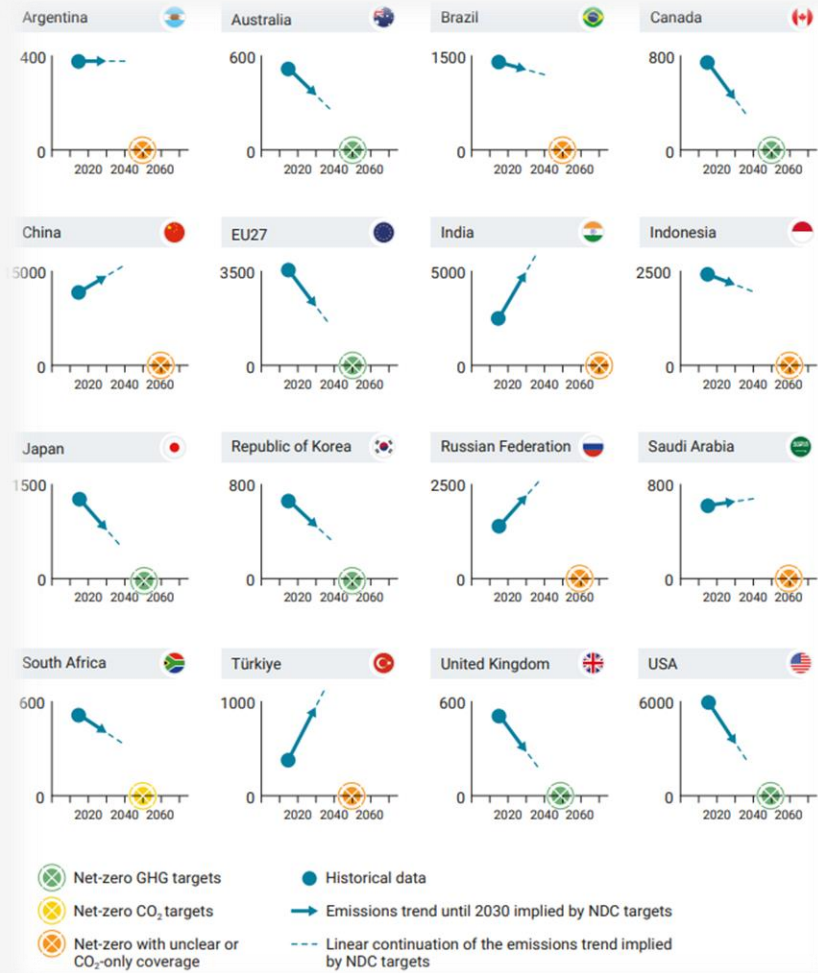 Argentina Australia Brazil Canada
400 600 1500 800
0 0 0 0
2020 2040 2060 2020 2040 2060 2020 2040 2060 2020 2040 2060
China EU27 India Indonesia
15000 3500 5000 2500
0 0 0 0
2020 2040 2060 2020 2040 2060 2020 2040 2060 2020 2040 2060
Japan Republic of Korea Russian Federation Saudi Arabia
1500 800 2500 800
0 0 0 0
2020 2040 2060 2020 2040 2060 2020 2040 2060 2020 2040 2060
South Africa Türkiye United Kingdom USA
600 1000 600 6000
0 0 0 0
2020 2040 2060 2020 2040 2060 2020 2040 2060 2020 2040 2060
Net-zero GHG targets
Net-zero CO₂ targets
Net-zero with unclear or
CO₂-only coverage
Historical data
Emissions trend until 2030 implied by NDC targets
Linear continuation of the emissions trend implied
by NDC targets